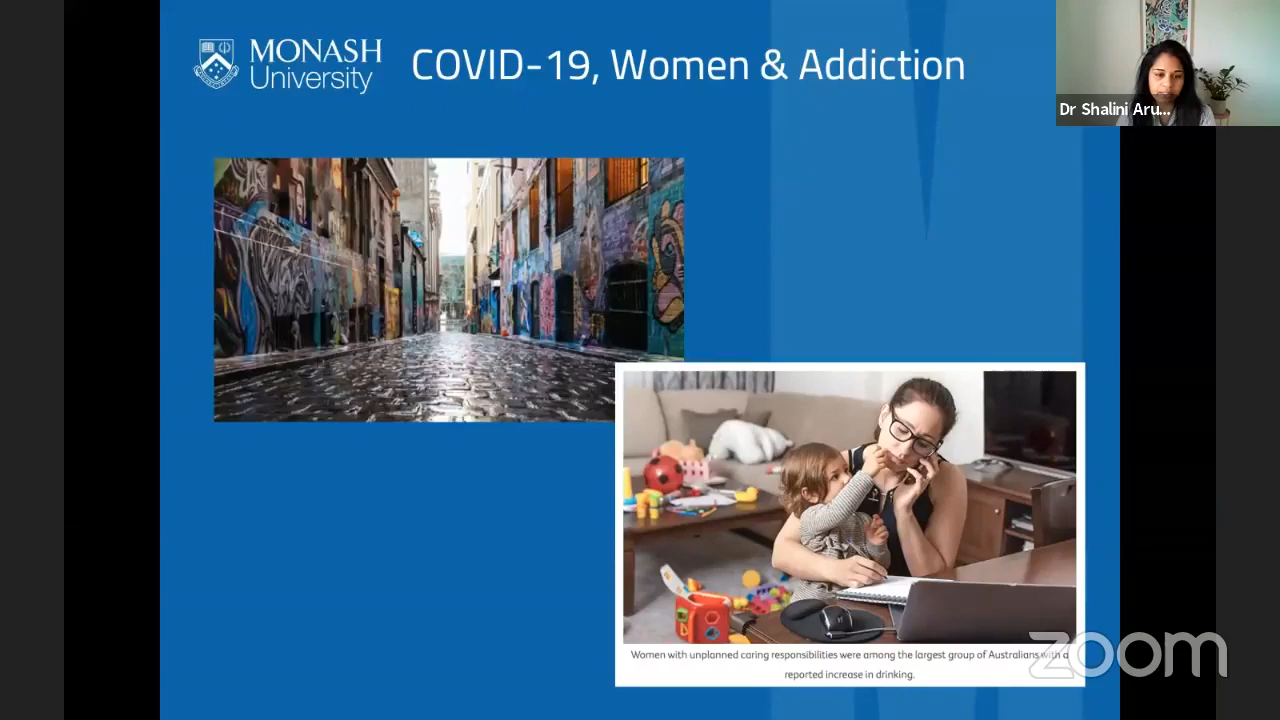 MONASH
University
COVID-19, Women & Addiction
Dr Shalini Aru...
Women with unplanned caring responsibilities were among the largest group of Australians with a
reported increase in drinking.
zoom